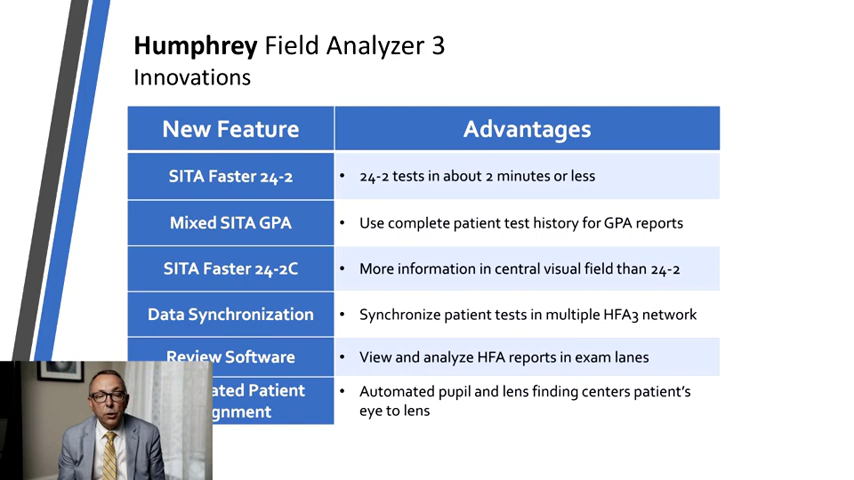 Humphrey Field Analyzer 3
Innovations
New Feature Advantages
SITA Faster 24-2 • 24-2 tests in about 2 minutes or less
Mixed SITA GPA • Use complete patient test history for GPA reports
SITA Faster 24-2C • More information in central visual field than 24-2
Data Synchronization • Synchronize patient tests in multiple HFA3 network
Review Software • View and analyze HFA reports in exam lanes
Patient • Automated pupil and lens finding centers patient's
eye to lens